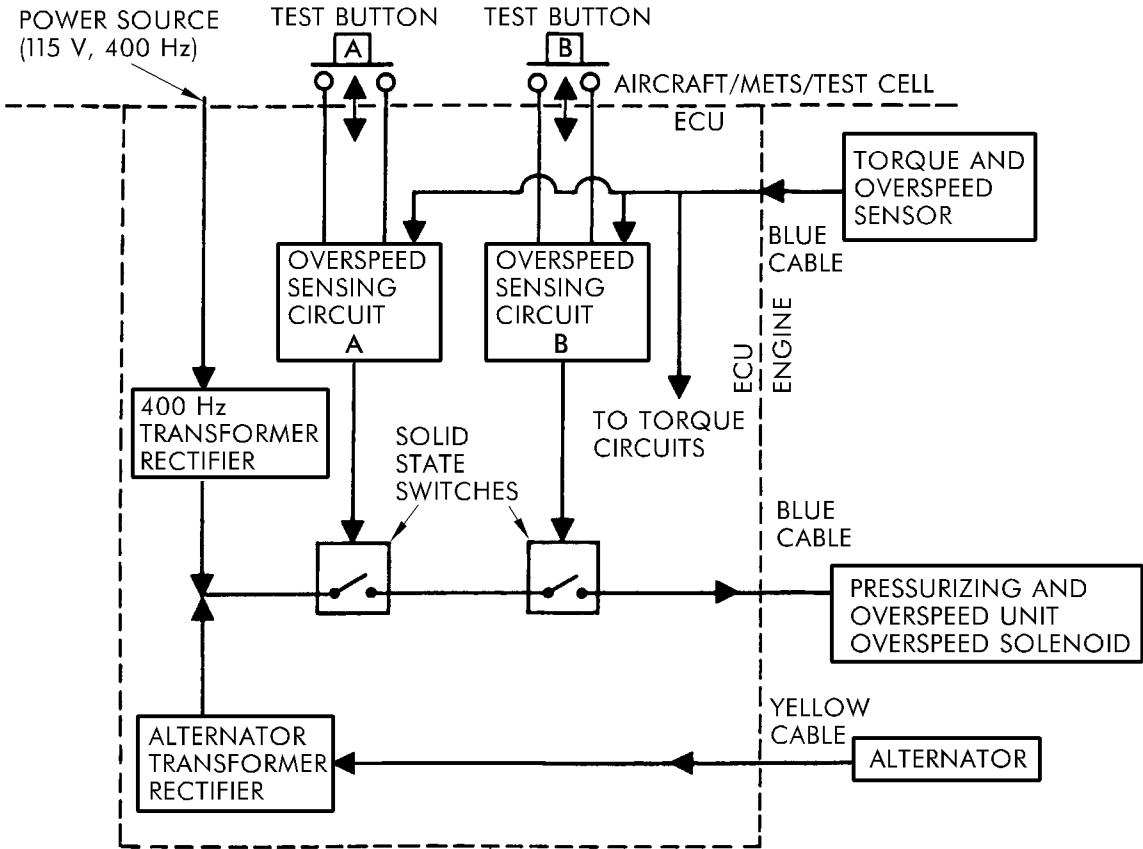 POWER SOURCE
(115 V, 400 Hz)
TEST BUTTON
A
TEST BUTTON
B
AIRCRAFT/METS/TEST CELL
ECU
TORQUE AND
OVERSPEED
SENSOR
BLUE
CABLE
OVERSPEED
SENSING
CIRCUIT
A
OVERSPEED
SENSING
CIRCUIT
B
ECU
ENGINE
400 Hz
TRANSFORMER
RECTIFIER
TO TORQUE
CIRCUITS
SOLID
STATE
SWITCHES
BLUE
CABLE
PRESSURIZING AND
OVERSPEED UNIT
OVERSPEED SOLENOID
YELLOW
CABLE
ALTERNATOR
TRANSFORMER
RECTIFIER
ALTERNATOR